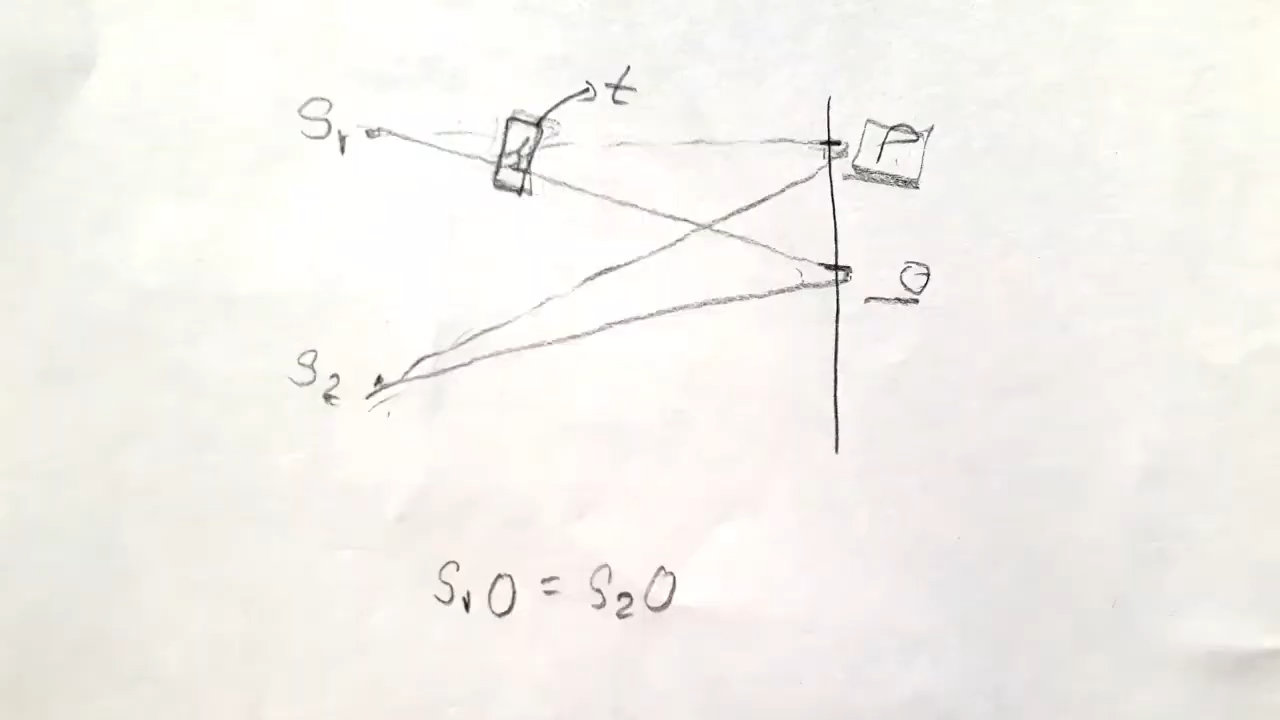 t
S₁
P
O
S₂
S₁O = S₂O